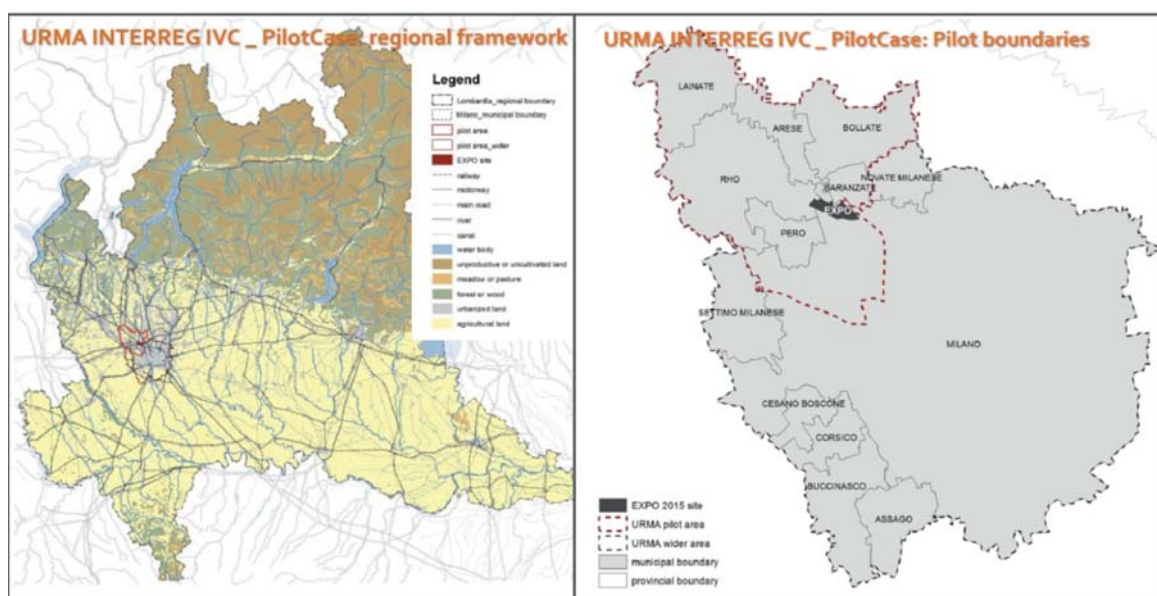 URMA INTERREG IVC _ PilotCase: regional framework
Legend
Lombardia_regional boundary
Milano_municipal boundary
pilot area
pilot area_wider
EXPO site
railway
motorway
main road
river
canal
water body
unproductive or uncultivated land
meadow or pasture
forest or wood
urbanized land
agricultural land
URMA INTERREG IVC _ PilotCase: Pilot boundaries
LAINATE
ARESE
BOLLATE
RHO
NOVATE MILANESE
BARANZATE
EXPO
PERO
SETTIMO MILANESE
MILANO
CESANO BOSCONE
CORSICO
BUCCINASCO
ASSAGO
EXPO 2015 site
URMA pilot area
URMA wider area
municipal boundary
provincial boundary